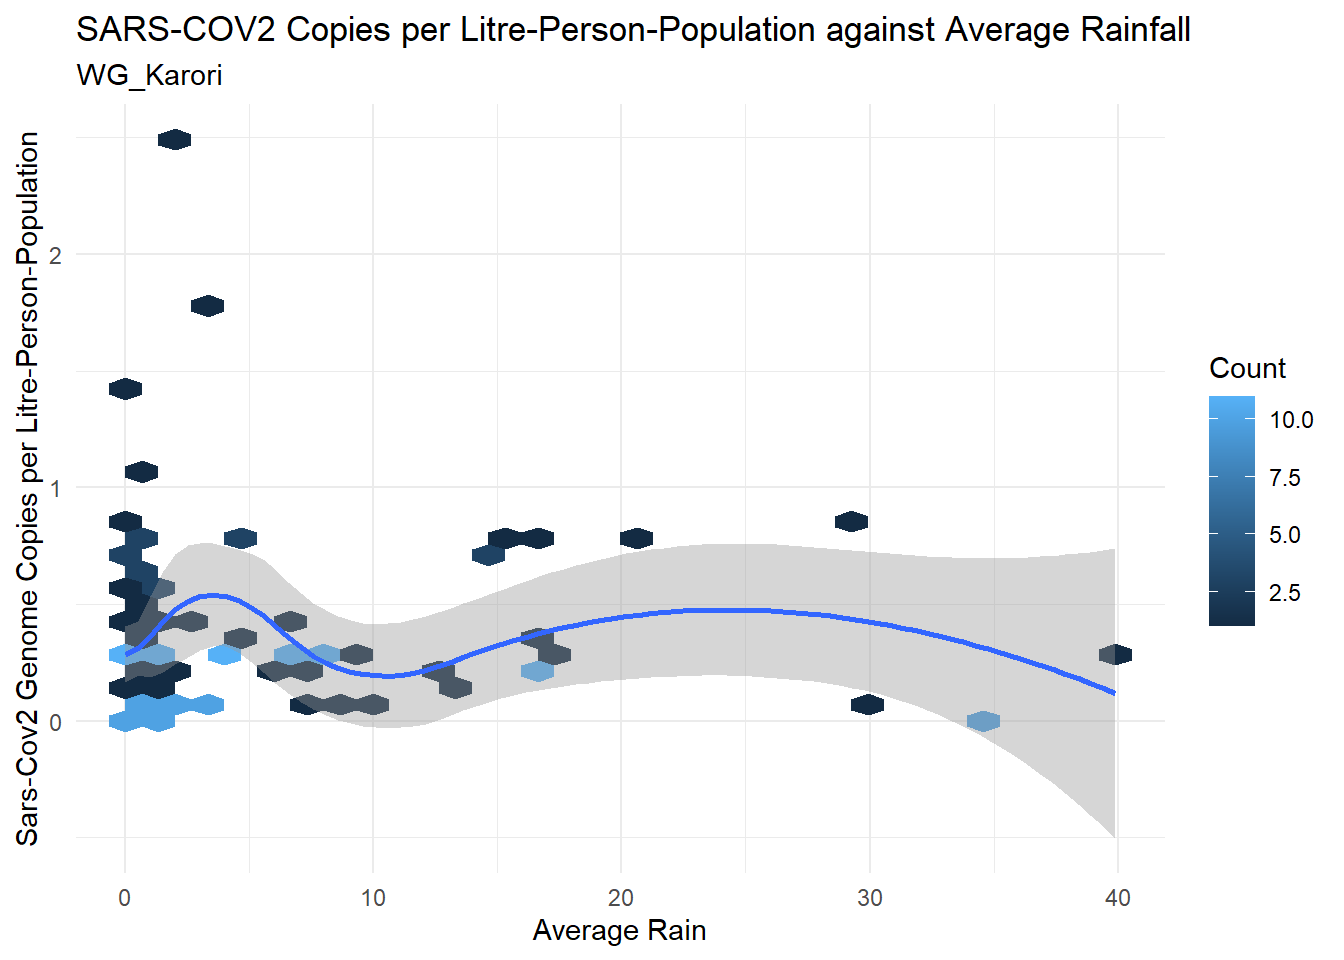 SARS-COV2 Copies per Litre-Person-Population against Average Rainfall
WG_Karori
Sars-Cov2 Genome Copies per Litre-Person-Population
2
1
0
0
10
20
30
40
Average Rain
Count
10.0
7.5
5.0
2.5